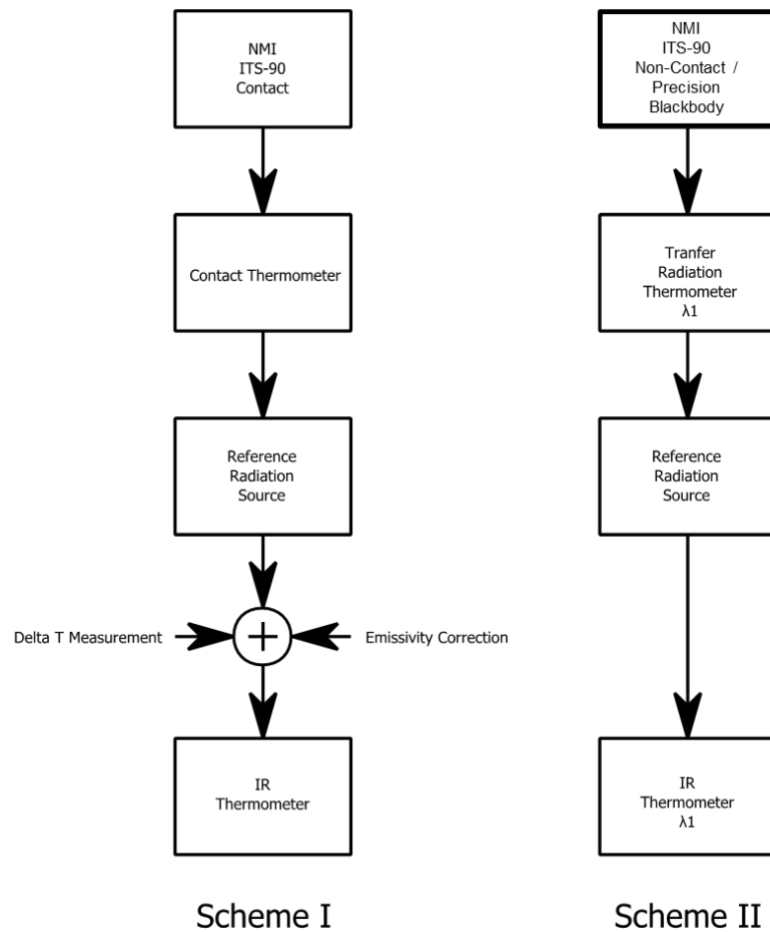 NMI
ITS-90
Contact
Contact Thermometer
Reference
Radiation
Source
Delta T Measurement
Emissivity Correction
IR
Thermometer
Scheme I
NMI
ITS-90
Non-Contact /
Precision
Blackbody
Tranfer
Radiation
Thermometer
λ1
Reference
Radiation
Source
IR
Thermometer
λ1
Scheme II